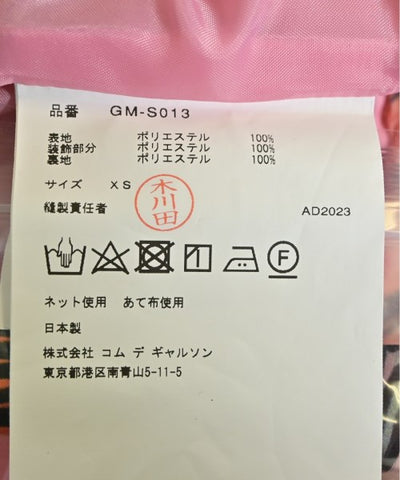 品番 GM-S013
表地 ポリエステル 100%
装飾部分 ポリエステル 100%
裏地 ポリエステル 100%
サイズ XS
木川田
縫製責任者
AD2023
F
ネット使用 あて布使用
日本製
株式会社 コム デ ギャルソン
東京都港区南青山5-11-5